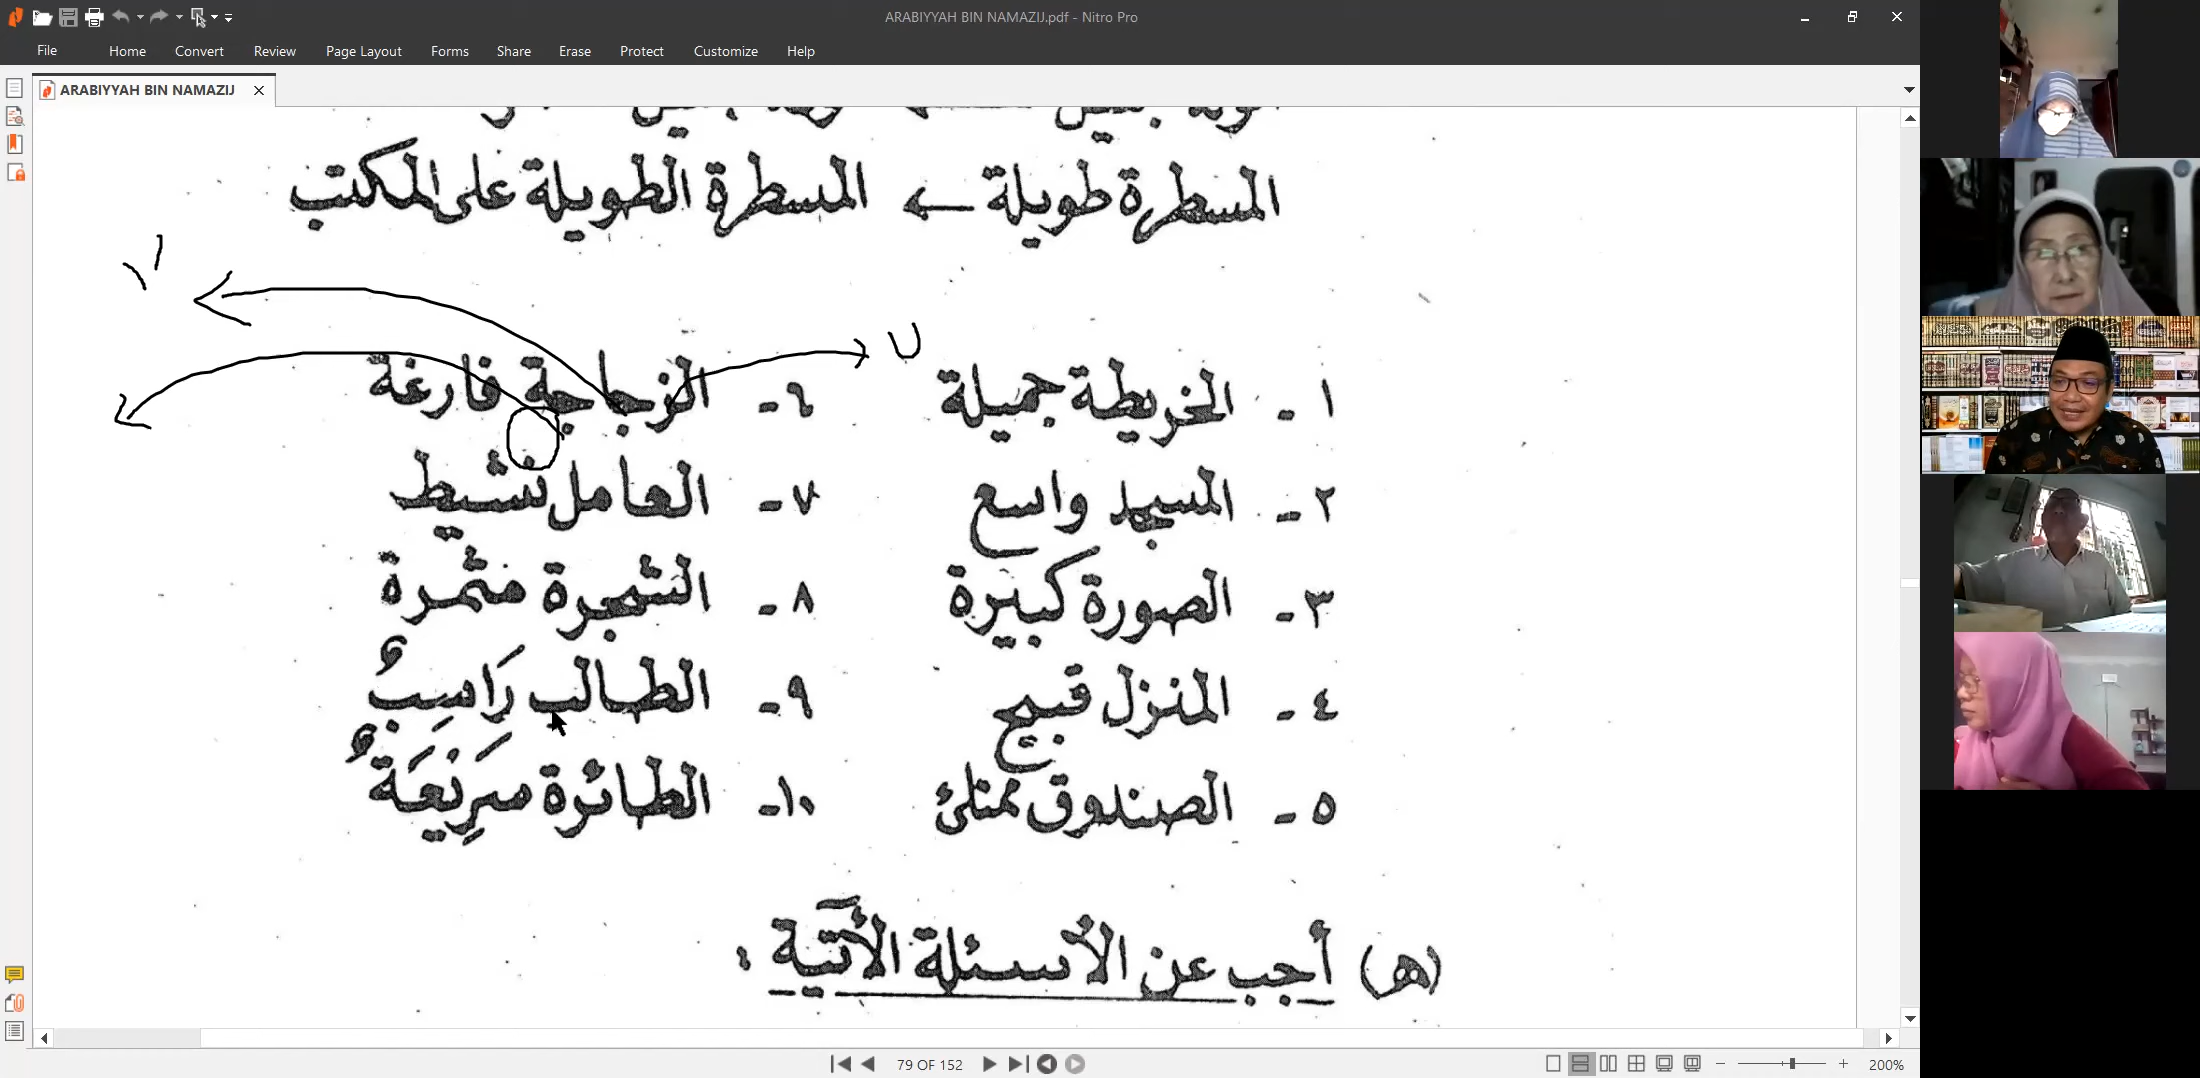 ARABIYYAH BIN NAMAZIJ.pdf - Nitro Pro
File Home Convert Review Page Layout Forms Share Erase Protect Customize Help
ARABIYYAH BIN NAMAZIJ
المسطرة طويلة ← المسطرة الطويلة على المكتب
١ - الخريطة جميلة
٢ - المسجد واسع
٣ - الصورة كبيرة
٤ - المنزل قبيح
٥ - الصندوق ممتلئ
٦ - الزجاجة فارغة
٧ - العامل نشيط
٨ - الشجرة مثمرة
٩ - الطالب رَاسِبٌ
١٠ - الطائرة سَرِيْعَةٌ
(هـ) أجب عن الأسئلة الآتية :
79 OF 152
200%